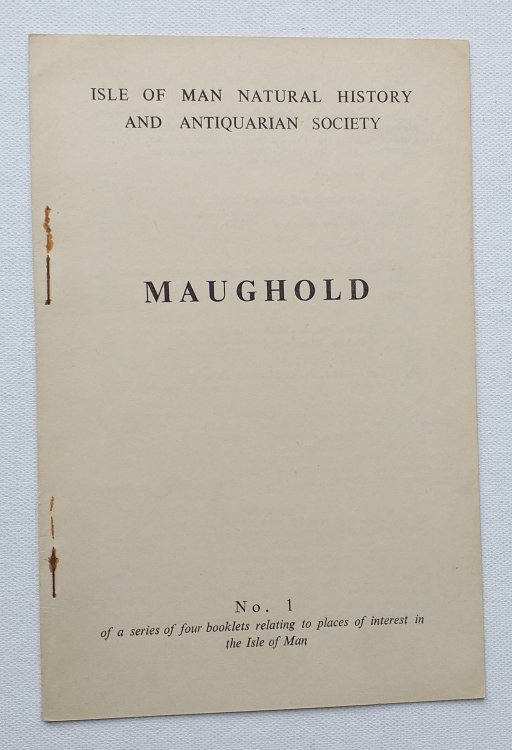 ISLE OF MAN NATURAL HISTORY
AND ANTIQUARIAN SOCIETY
MAUGHOLD
No. 1
of a series of four booklets relating to places of interest in
the Isle of Man